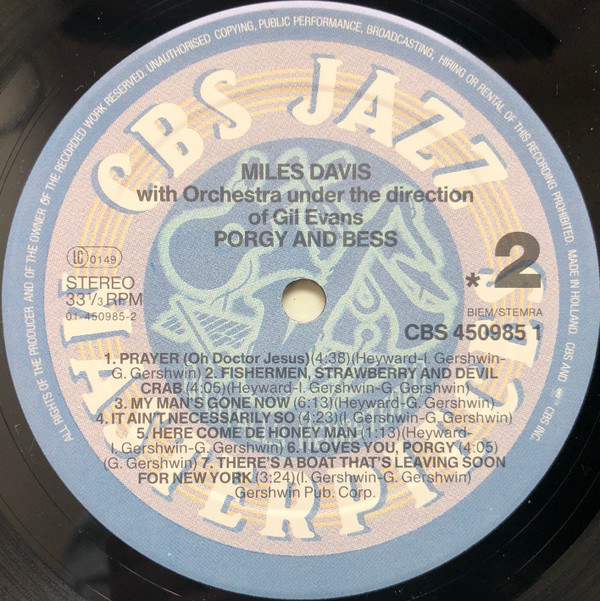 ALL RIGHTS OF THE PRODUCER AND OF THE OWNER OF THE RECORDED WORK RESERVED. UNAUTHORISED COPYING, PUBLIC PERFORMANCE, BROADCASTING, HIRING OR RENTAL OF THIS RECORDING PROHIBITED. MADE IN HOLLAND. CBS AND ARE CBS INC.
CBS JAZZ
MASTERPIECES
MILES DAVIS
with Orchestra under the direction
of Gil Evans
PORGY AND BESS
LC 0149
STEREO
33 1/3 RPM
01-450985-2
* 2
BIEM/STEMRA
CBS 450985 1
1. PRAYER (Oh Doctor Jesus)(4:38)(Heyward-I. Gershwin-
G. Gershwin) 2. FISHERMEN, STRAWBERRY AND DEVIL
CRAB (4:05)(Heyward-I. Gershwin-G. Gershwin)
3. MY MAN'S GONE NOW (6:13)(Heyward-G. Gershwin)
4. IT AIN'T NECESSARILY SO (4:23)(I. Gershwin-G. Gershwin)
5. HERE COME DE HONEY MAN (1:13)(Heyward-
I. Gershwin-G. Gershwin) 6. I LOVES YOU, PORGY (4:05)
(G. Gershwin) 7. THERE'S A BOAT THAT'S LEAVING SOON
FOR NEW YORK (3:24)(I. Gershwin-G. Gershwin)
Gershwin Pub. Corp.